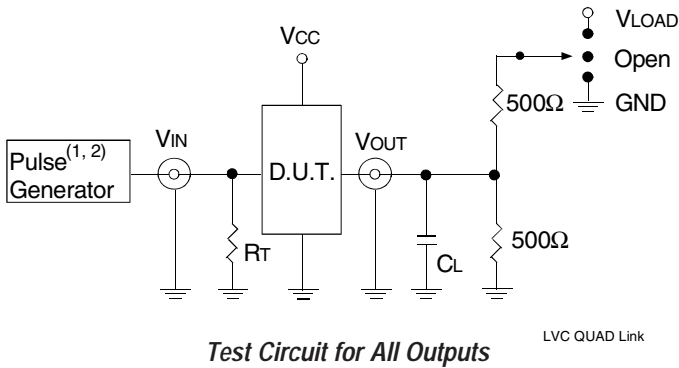 VCC
VLOAD
Open
GND
500Ω
Pulse(1, 2)
Generator
VIN
D.U.T.
VOUT
RT
CL
500Ω
LVC QUAD Link
Test Circuit for All Outputs